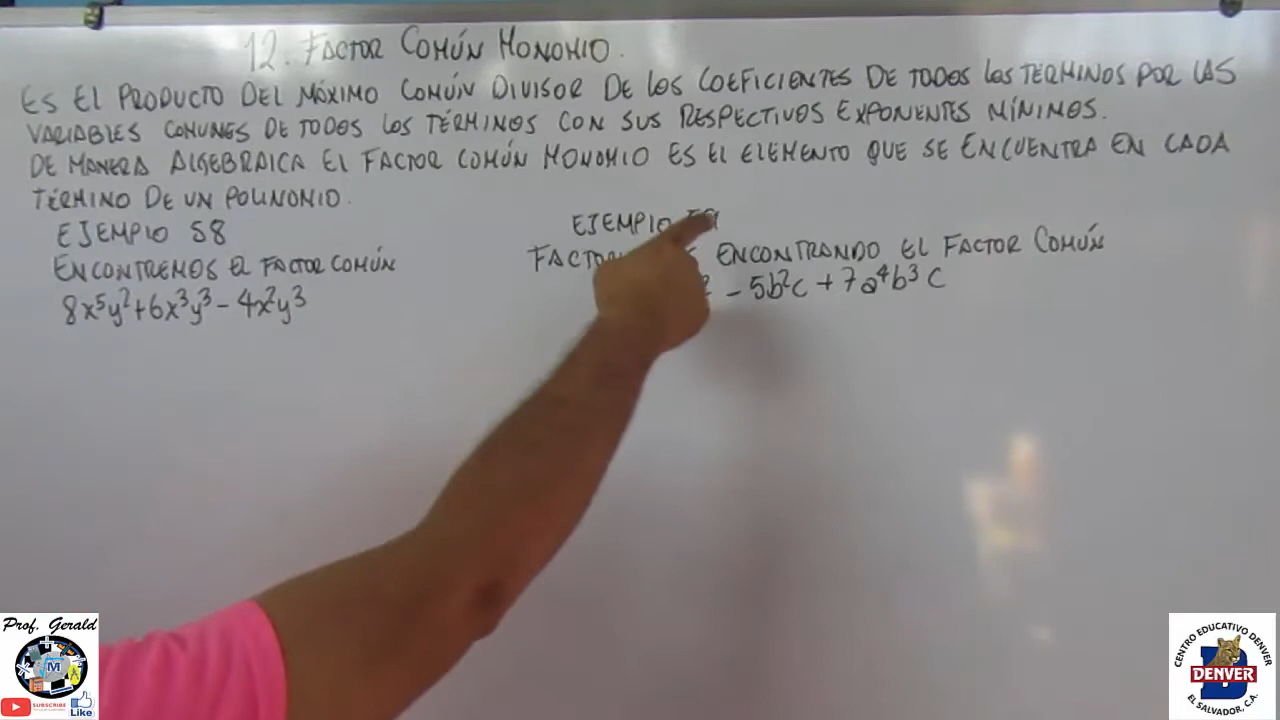 12. FACTOR COMÚN MONOMIO.
ES EL PRODUCTO DEL MÁXIMO COMÚN DIVISOR DE LOS COEFICIENTES DE TODOS LOS TÉRMINOS POR LAS
VARIABLES COMUNES DE TODOS LOS TÉRMINOS CON SUS RESPECTIVOS EXPONENTES MÍNIMOS.
DE MANERA ALGEBRAICA EL FACTOR COMÚN MONOMIO ES EL ELEMENTO QUE SE ENCUENTRA EN CADA
TÉRMINO DE UN POLINOMIO.
EJEMPLO 58
ENCONTREMOS EL FACTOR COMÚN
8x⁵y²+6x³y³-4x²y³
EJEMPLO
ENCONTRANDO EL FACTOR COMÚN
- 5b²c + 7a⁴b³c
Prof. Gerald
SUBSCRIBE
Like
CENTRO EDUCATIVO DENVER
DENVER
EL SALVADOR, C.A.